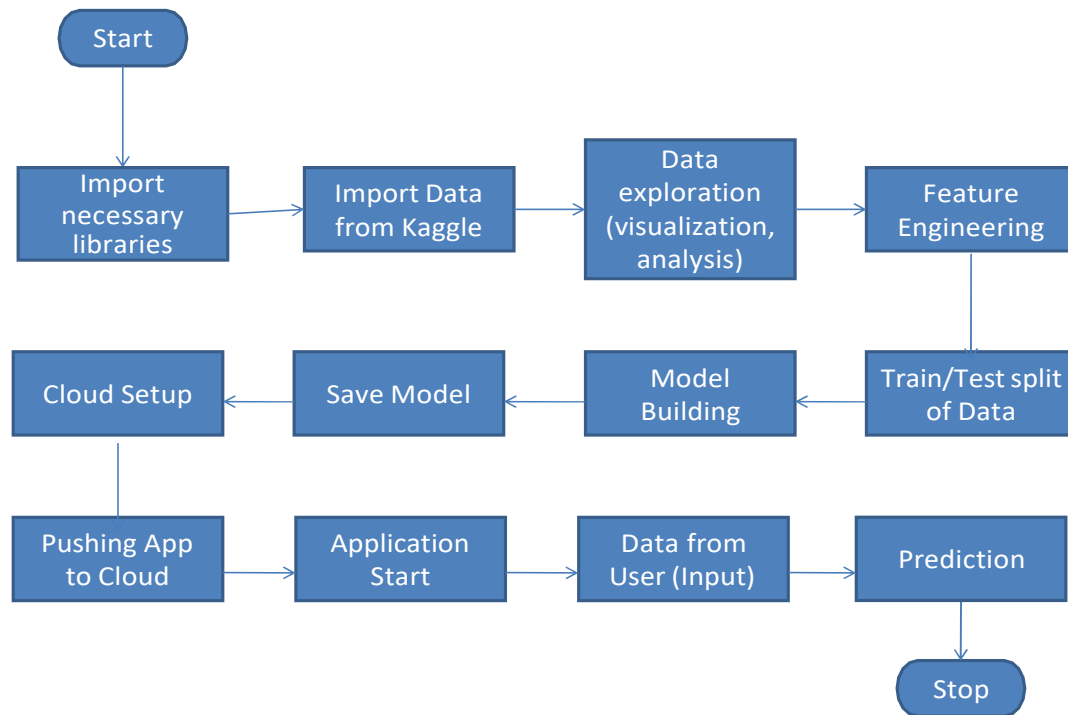 Start
Import
necessary
libraries
Import Data
from Kaggle
Data
exploration
(visualization,
analysis)
Feature
Engineering
Train/Test split
of Data
Model
Building
Save Model
Cloud Setup
Pushing App
to Cloud
Application
Start
Data from
User (Input)
Prediction
Stop